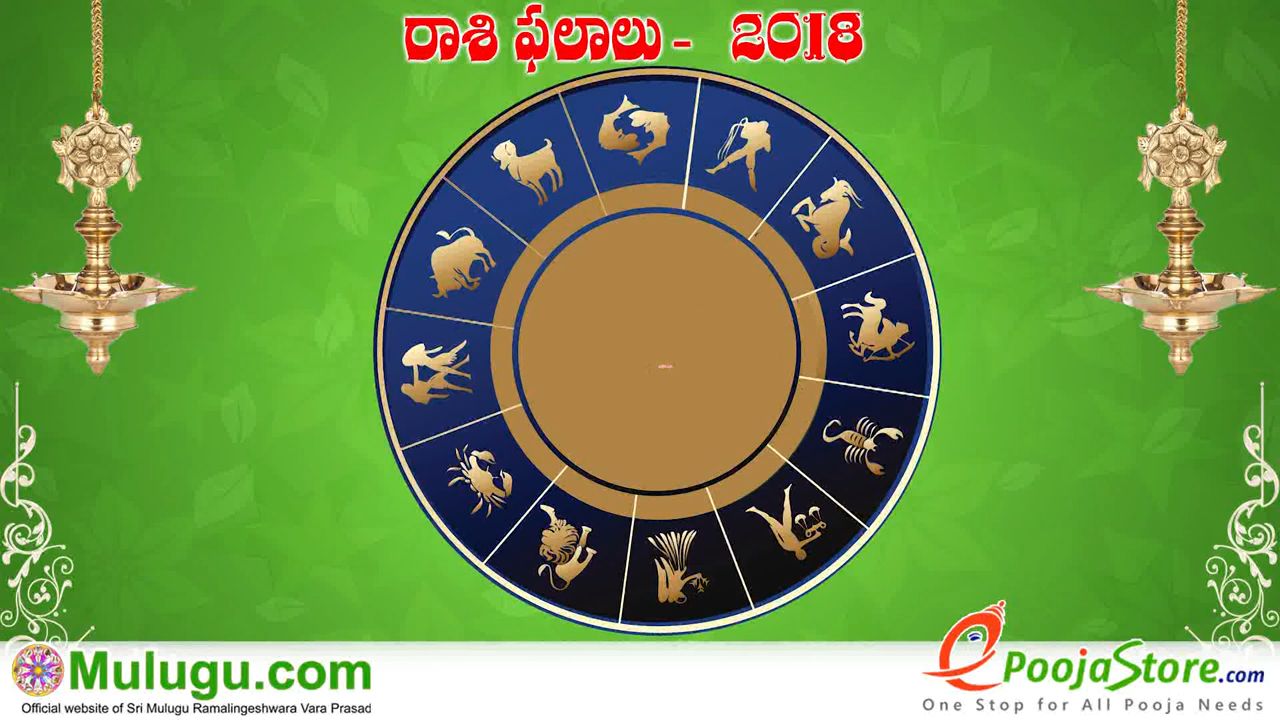 రాశి ఫలాలు - 2018
Mulugu.com
Official website of Sri Mulugu Ramalingeshwara Vara Prasad
ePoojaStore.com
One Stop for All Pooja Needs